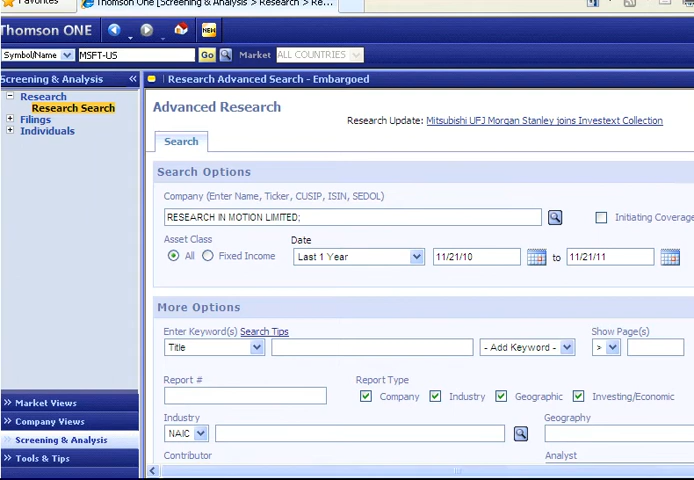 Favorites
Thomson ONE [Screening & Analysis > Research > Re...
Thomson ONE
NEW
Symbol/Name MSFT-US Go Market ALL COUNTRIES
Screening & Analysis «
Research Advanced Search - Embargoed
Research
Research Search
Filings
Individuals
Advanced Research
Research Update: Mitsubishi UFJ Morgan Stanley joins Investext Collection
Search
Search Options
Company (Enter Name, Ticker, CUSIP, ISIN, SEDOL)
RESEARCH IN MOTION LIMITED;
Initiating Coverage
Asset Class
Date
All Fixed Income Last 1 Year 11/21/10 to 11/21/11
More Options
Enter Keyword(s) Search Tips Show Page(s)
Title - Add Keyword - >
Report # Report Type
Company Industry Geographic Investing/Economic
Industry Geography
NAIC
Contributor Analyst
» Market Views
» Company Views
» Screening & Analysis
» Tools & Tips